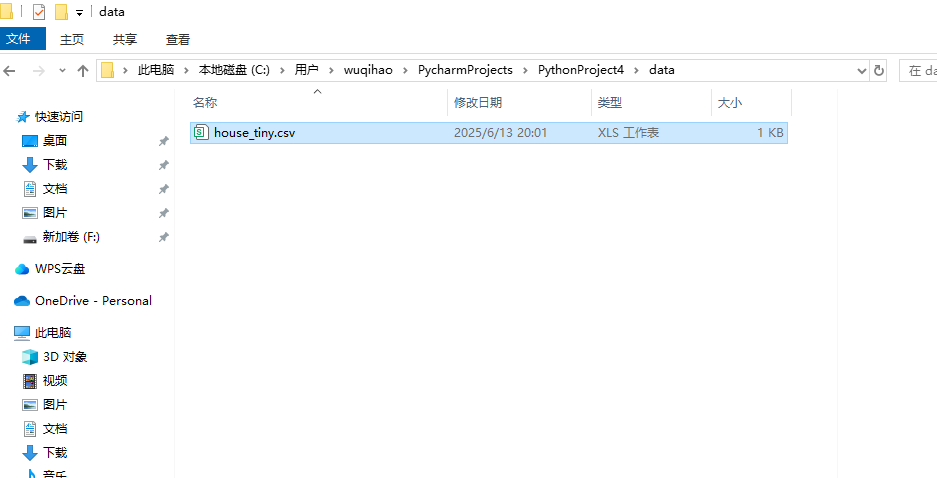 data
文件 主页 共享 查看
此电脑 本地磁盘 (C:) 用户 wuqihao PycharmProjects PythonProject4 data 在 da
名称 修改日期 类型 大小
house_tiny.csv 2025/6/13 20:01 XLS 工作表 1 KB
快速访问
桌面
下载
文档
图片
新加卷 (F:)
WPS云盘
OneDrive - Personal
此电脑
3D 对象
视频
图片
文档
下载
音乐